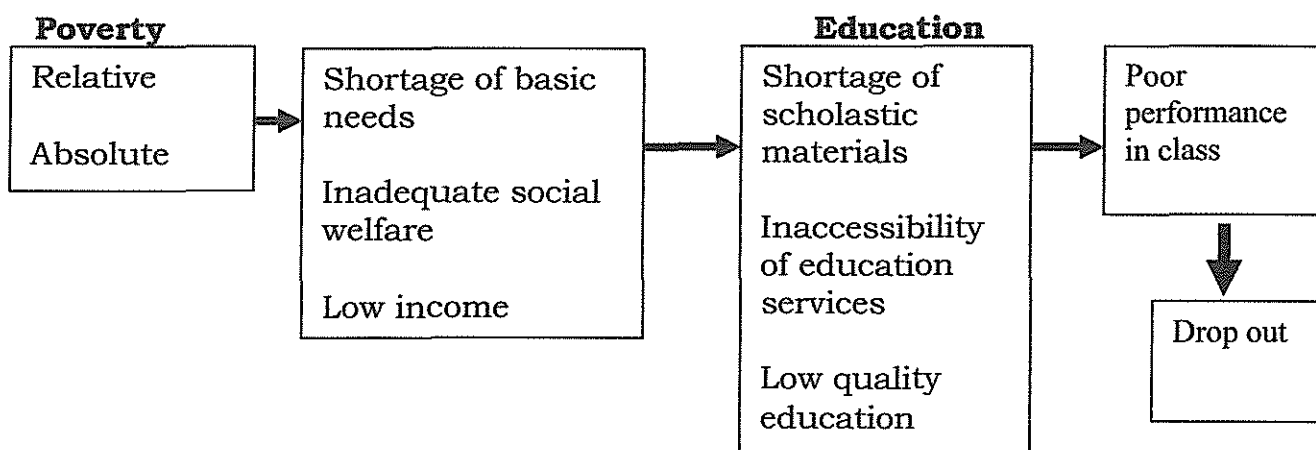 Poverty
Relative
Absolute
Shortage of basic
needs
Inadequate social
welfare
Low income
Education
Shortage of
scholastic
materials
Inaccessibility
of education
services
Low quality
education
Poor
performance
in class
Drop out